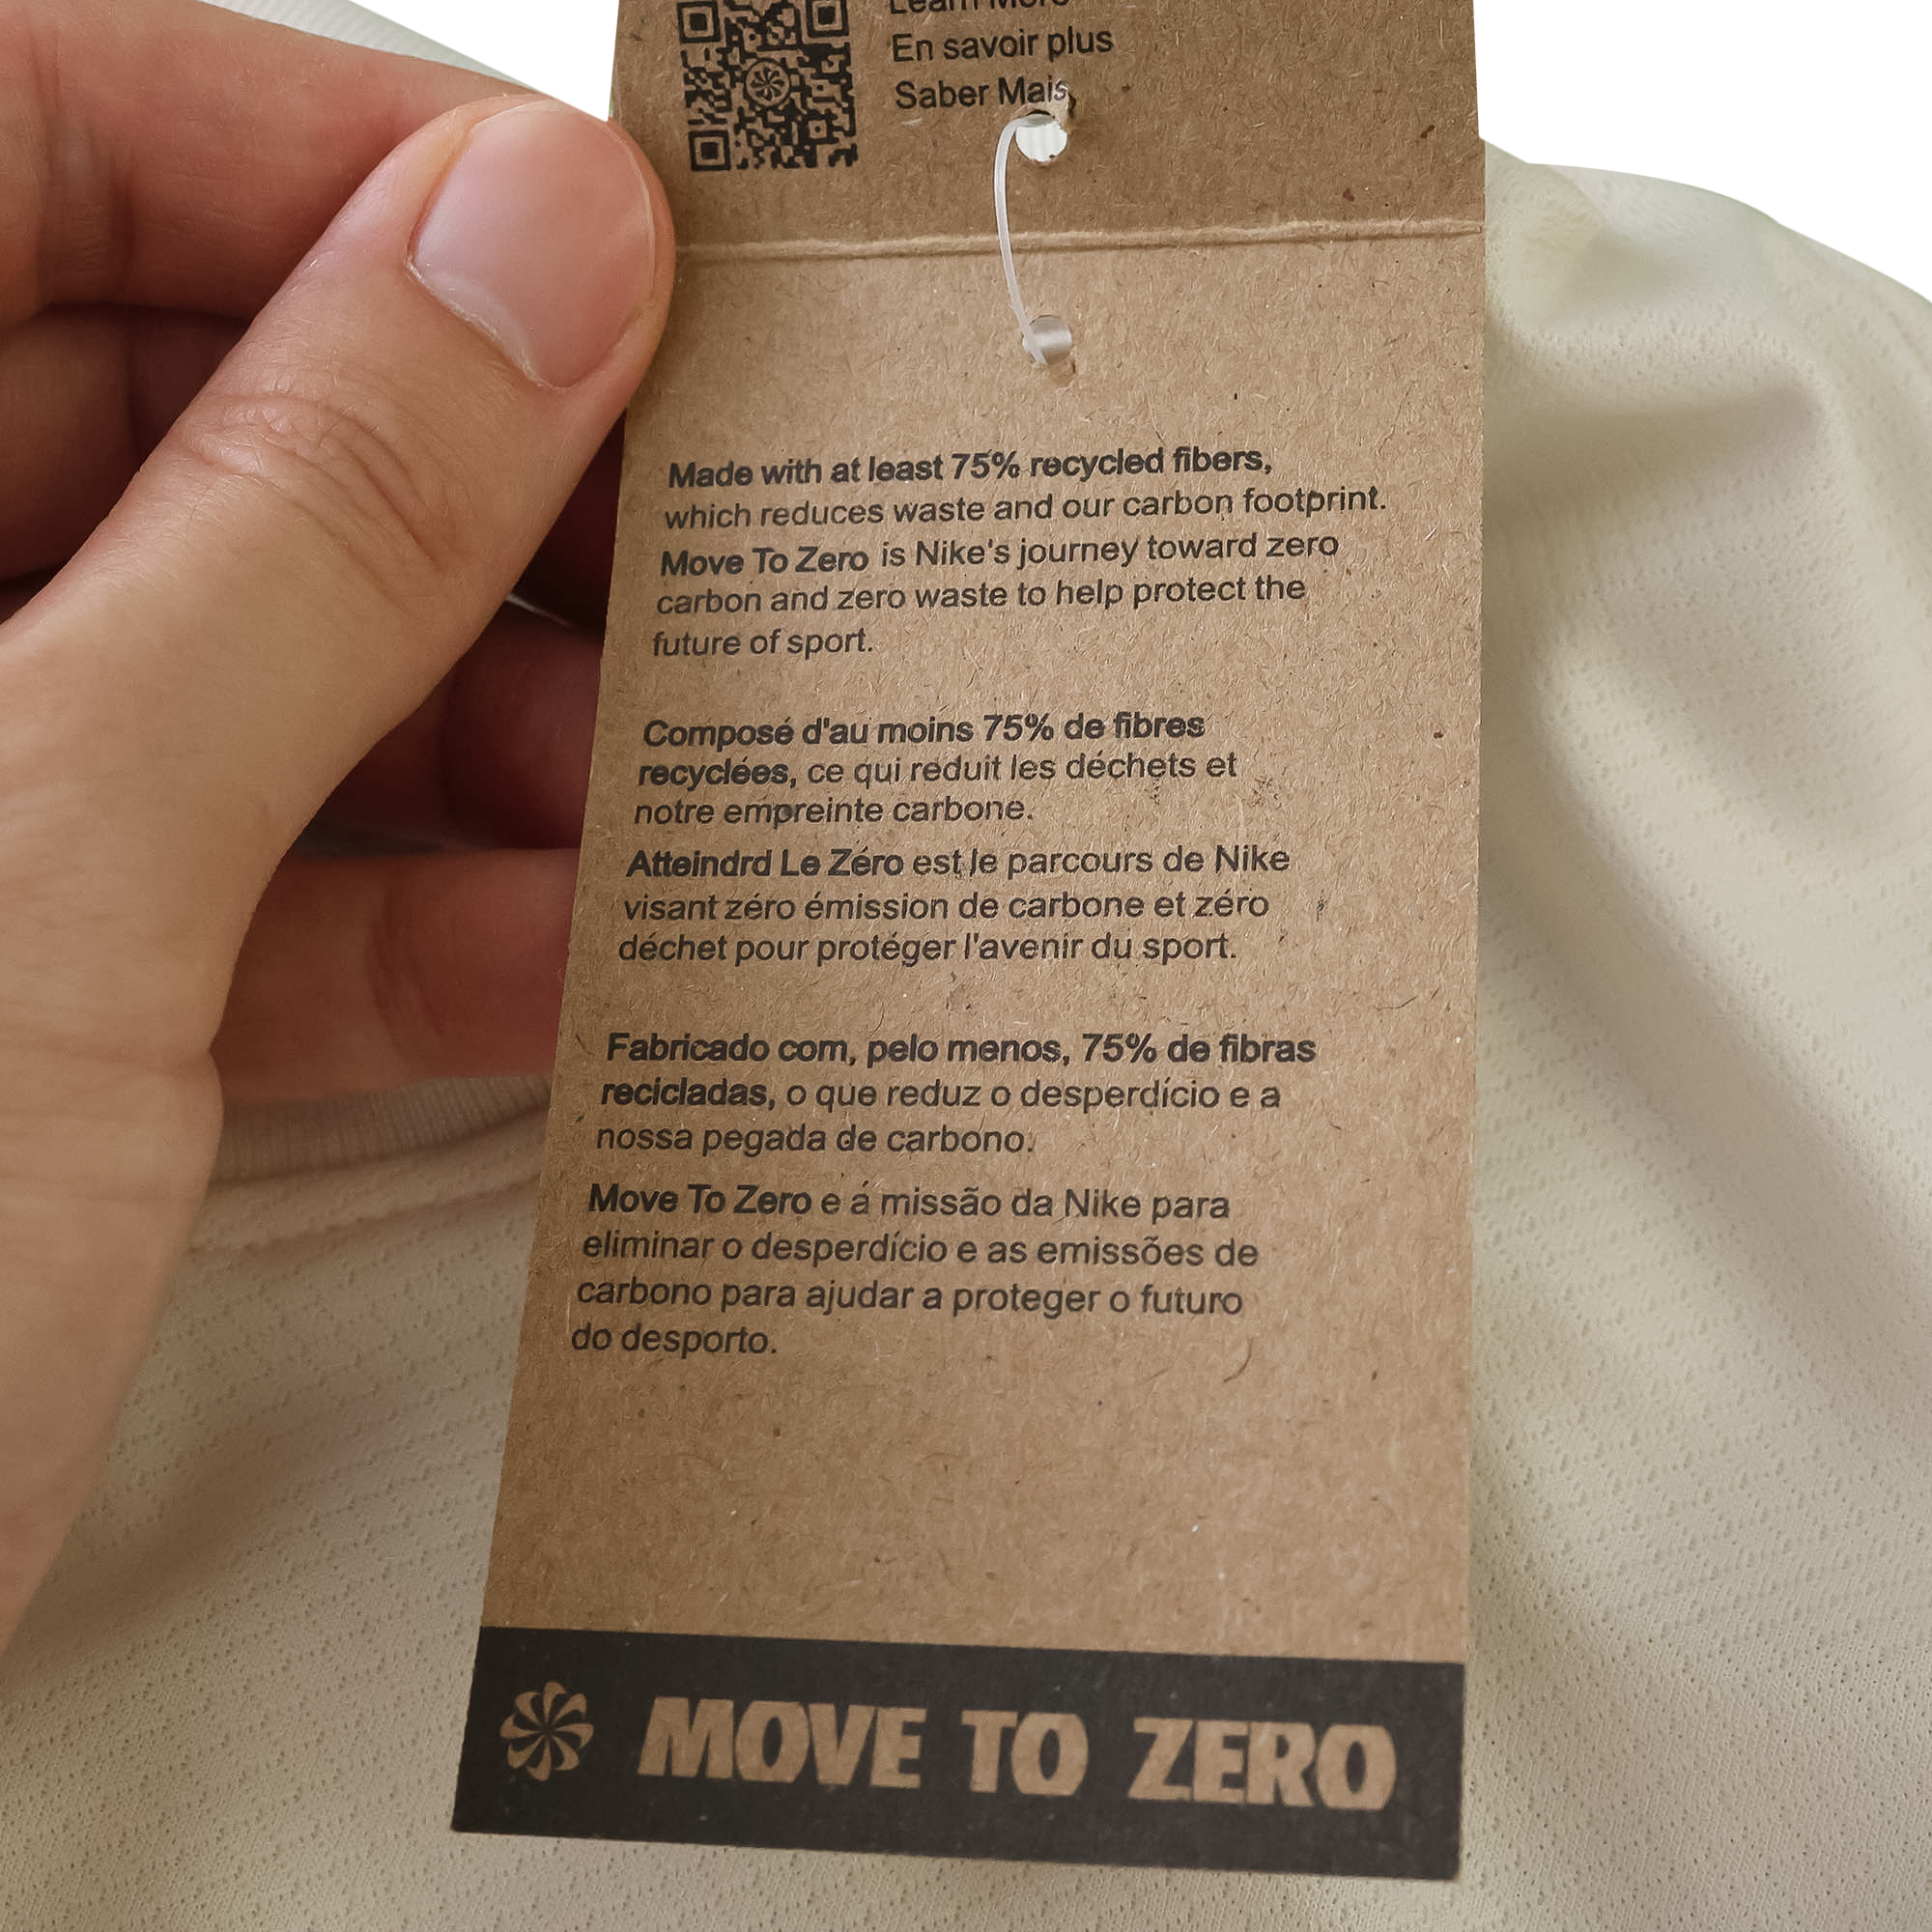 Learn More
En savoir plus
Saber Mais
Made with at least 75% recycled fibers,
which reduces waste and our carbon footprint.
Move To Zero is Nike's journey toward zero
carbon and zero waste to help protect the
future of sport.
Composé d'au moins 75% de fibres
recyclées, ce qui reduit les déchets et
notre empreinte carbone.
Atteindrd Le Zéro est le parcours de Nike
visant zéro émission de carbone et zéro
déchet pour protéger l'avenir du sport.
Fabricado com, pelo menos, 75% de fibras
recicladas, o que reduz o desperdício e a
nossa pegada de carbono.
Move To Zero e á missão da Nike para
eliminar o desperdício e as emissões de
carbono para ajudar a proteger o futuro
do desporto.
MOVE TO ZERO